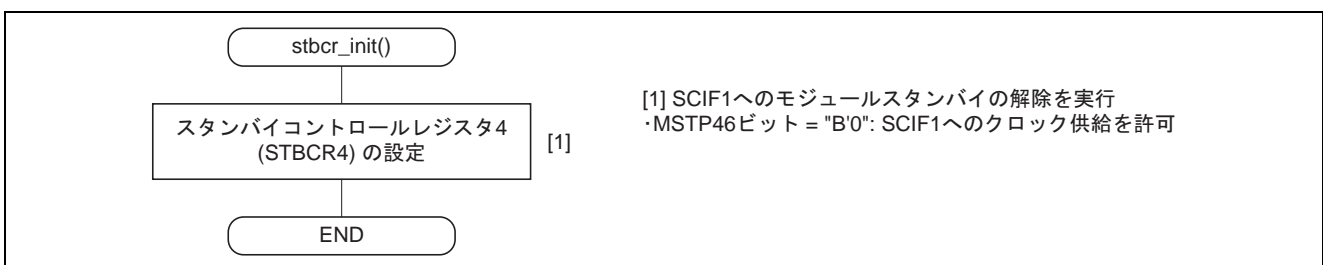 stbcr_init()
スタンバイコントロールレジスタ4
(STBCR4) の設定
[1]
END
[1] SCIF1へのモジュールスタンバイの解除を実行
・MSTP46ビット = "B'0": SCIF1へのクロック供給を許可